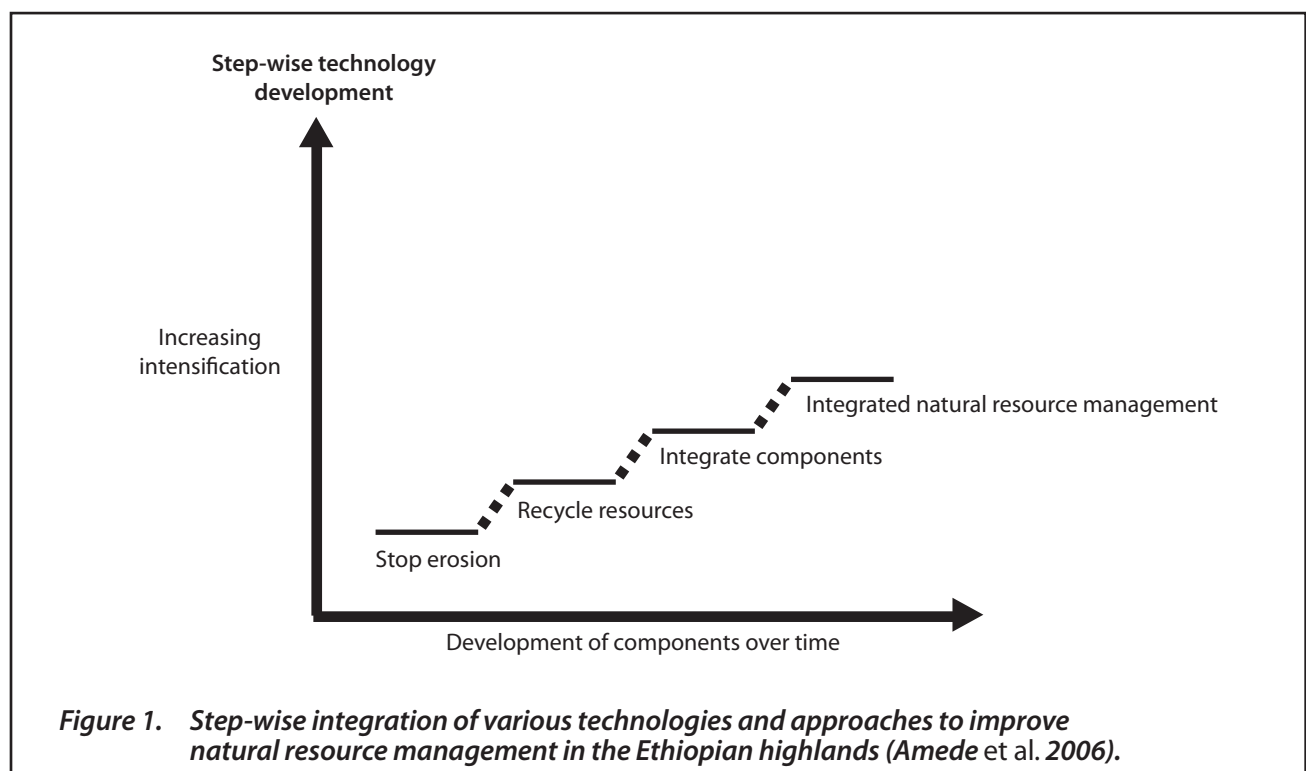 Step-wise technology
development
Increasing
intensification
Integrated natural resource management
Integrate components
Recycle resources
Stop erosion
Development of components over time
Figure 1. Step-wise integration of various technologies and approaches to improve
natural resource management in the Ethiopian highlands (Amede et al. 2006).